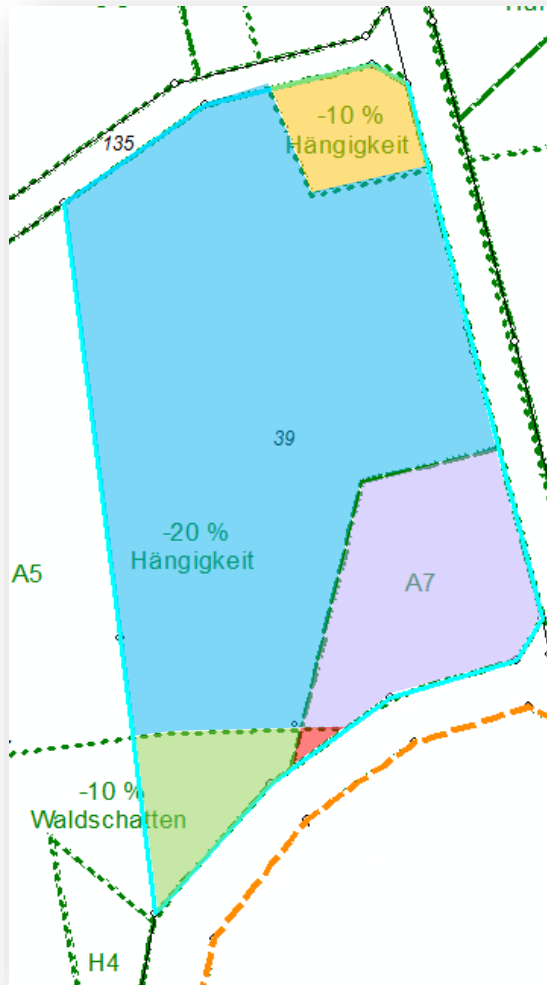 -10 %
Hängigkeit
135
39
-20 %
Hängigkeit
A5
A7
-10 %
Waldschatten
H4